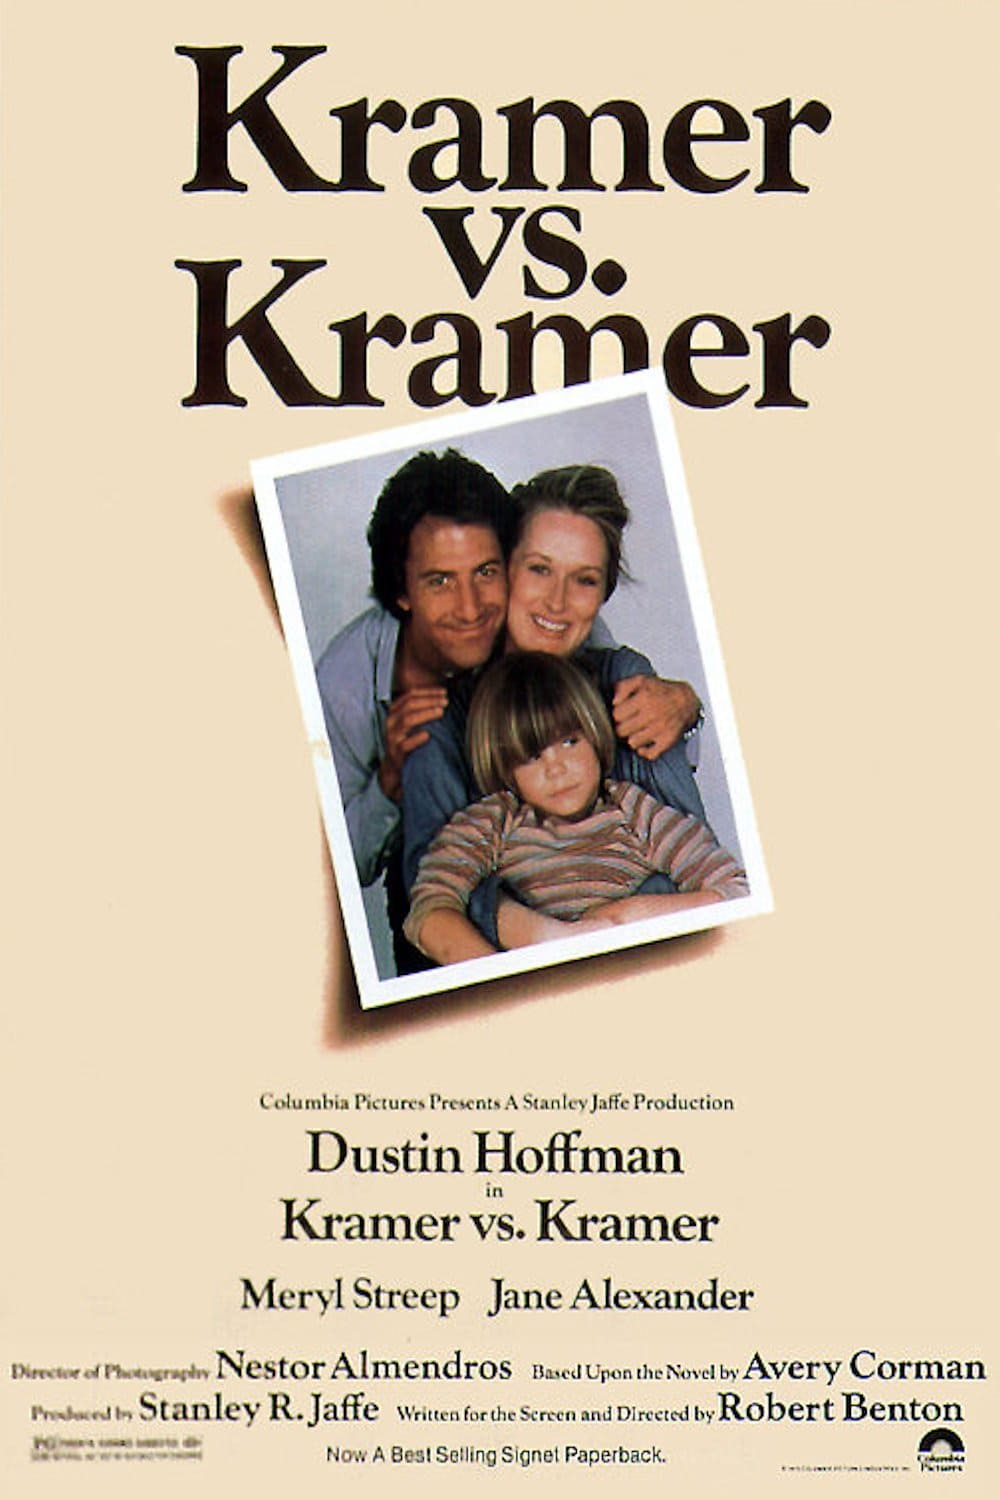 Kramer
vs.
Kramer
Columbia Pictures Presents A Stanley Jaffe Production
Dustin Hoffman
in
Kramer vs. Kramer
Meryl Streep Jane Alexander
Director of Photography Nestor Almendros Based Upon the Novel by Avery Corman
Produced by Stanley R. Jaffe Written for the Screen and Directed by Robert Benton
PG
Now A Best Selling Signet Paperback.
Columbia
Pictures